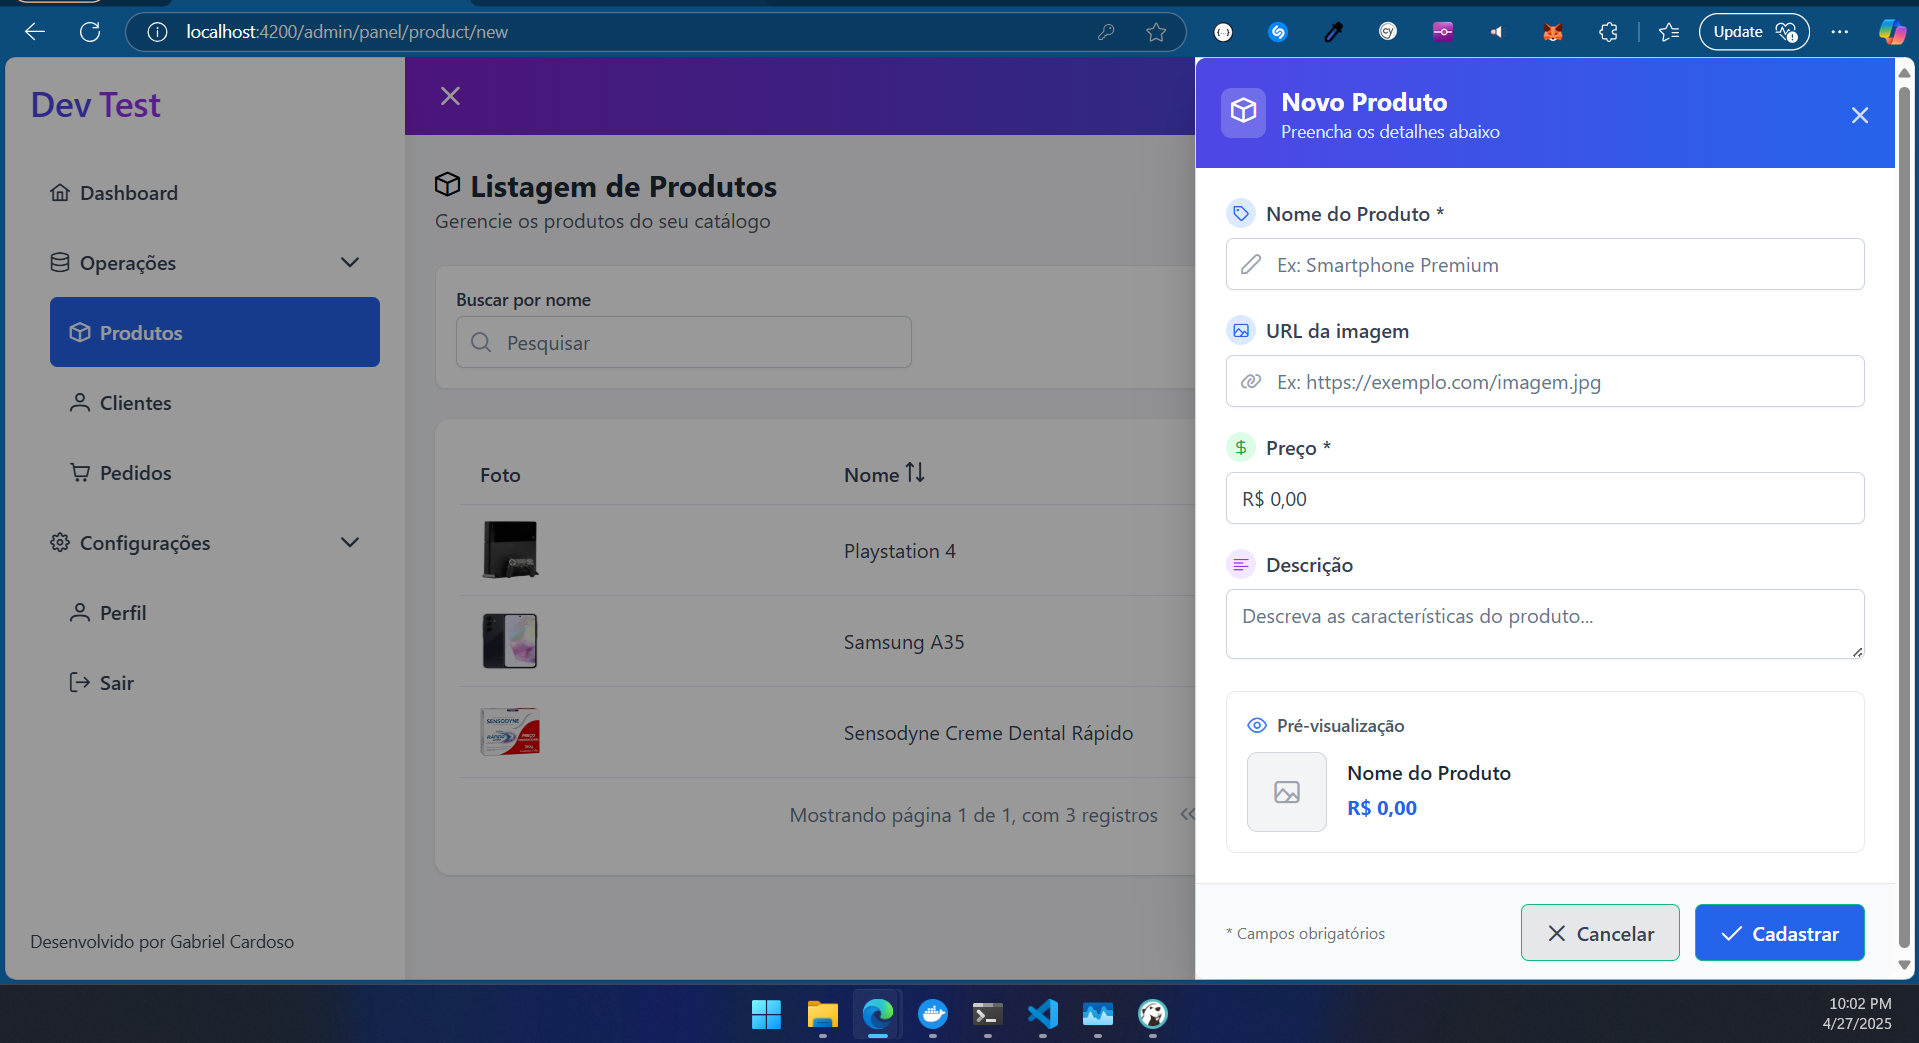 localhost:4200/admin/panel/product/new
Update
Dev Test
Dashboard
Operações
Produtos
Clientes
Pedidos
Configurações
Perfil
Sair
Desenvolvido por Gabriel Cardoso
Listagem de Produtos
Gerencie os produtos do seu catálogo
Buscar por nome
Pesquisar
Foto
Nome
Playstation 4
Samsung A35
SENSODYNE
Sensodyne Creme Dental Rápido
Mostrando página 1 de 1, com 3 registros
Novo Produto
Preencha os detalhes abaixo
Nome do Produto *
Ex: Smartphone Premium
URL da imagem
Ex: https://exemplo.com/imagem.jpg
Preço *
R$ 0,00
Descrição
Descreva as características do produto...
Pré-visualização
Nome do Produto
R$ 0,00
* Campos obrigatórios
Cancelar
Cadastrar
10:02 PM
4/27/2025